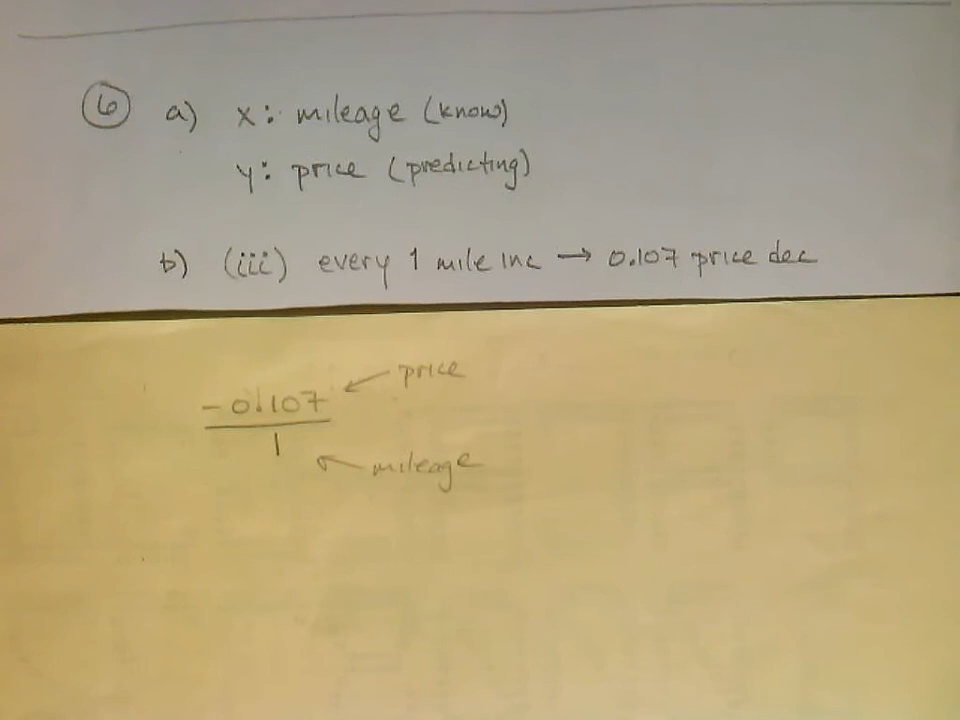 6 a) x: mileage (know)
y: price (predicting)
b) (iii) every 1 mile inc → 0.107 price dec
← price
-0.107
1
← mileage